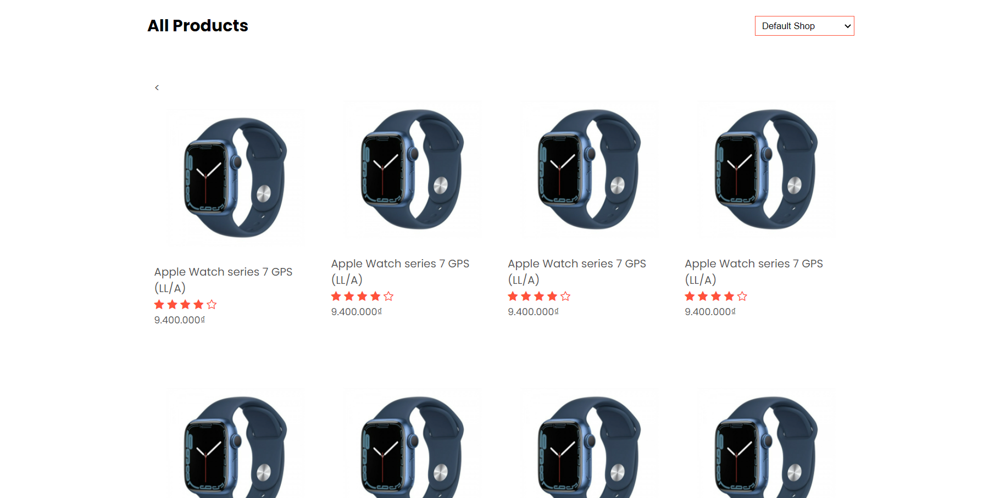 All Products
Default Shop
<
Apple Watch series 7 GPS
(LL/A)
9.400.000₫
Apple Watch series 7 GPS
(LL/A)
9.400.000₫
Apple Watch series 7 GPS
(LL/A)
9.400.000₫
Apple Watch series 7 GPS
(LL/A)
9.400.000₫